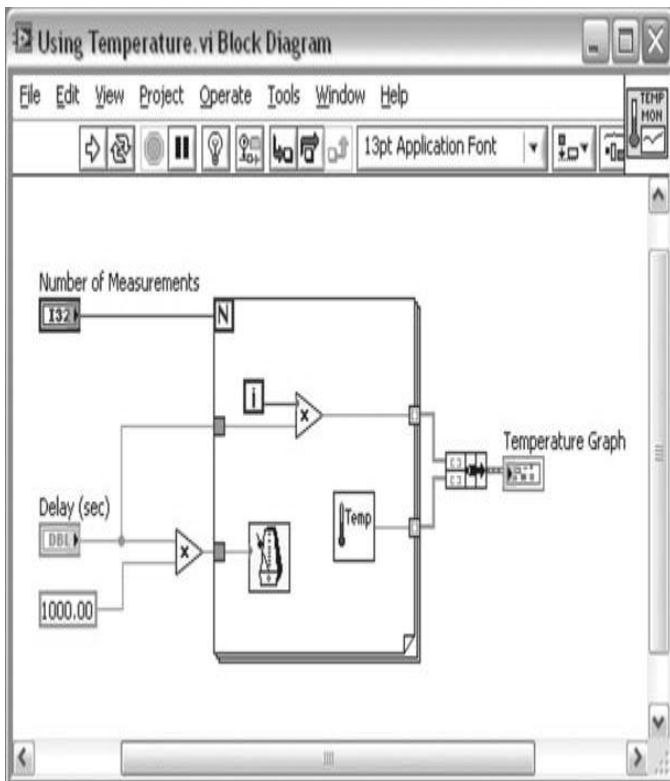 Using Temperature.vi Block Diagram
File Edit View Project Operate Tools Window Help
TEMP
MON
13pt Application Font
Number of Measurements
I32
N
i
x
Temperature Graph
Delay (sec)
DBL
x
Temp
1000.00